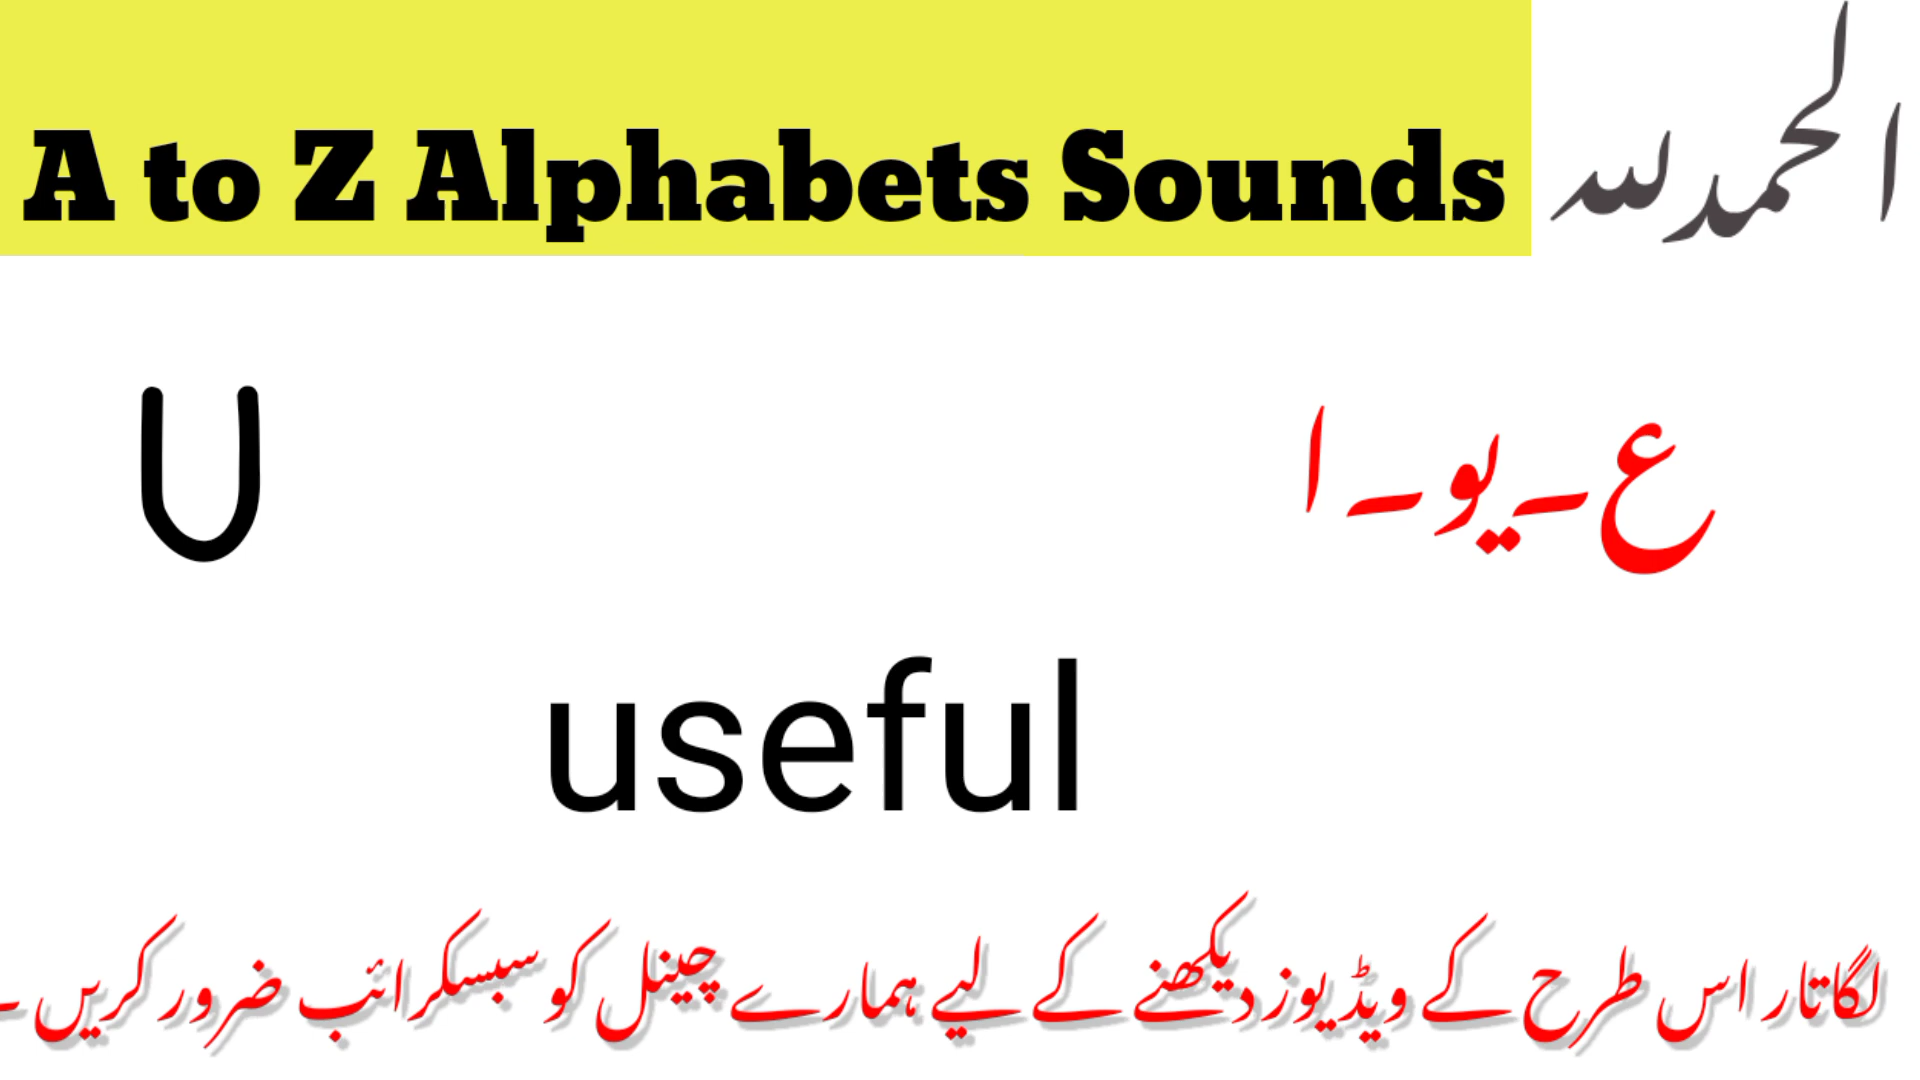 A to Z Alphabets Sounds
الحمدللہ
U
ع ۔ یو ۔ ا
useful
لگاتار اس طرح کے ویڈیوز دیکھنے کے لیے ہمارے چینل کو سبسکرائب ضرور کریں ۔